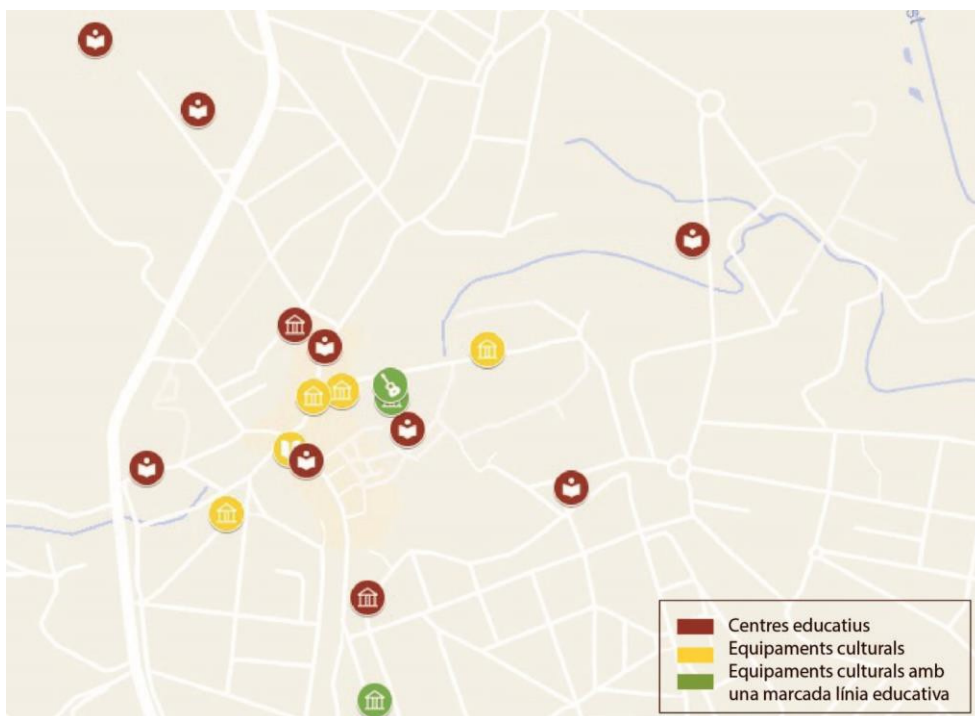 Centres educatius
Equipaments culturals
Equipaments culturals amb
una marcada línia educativa